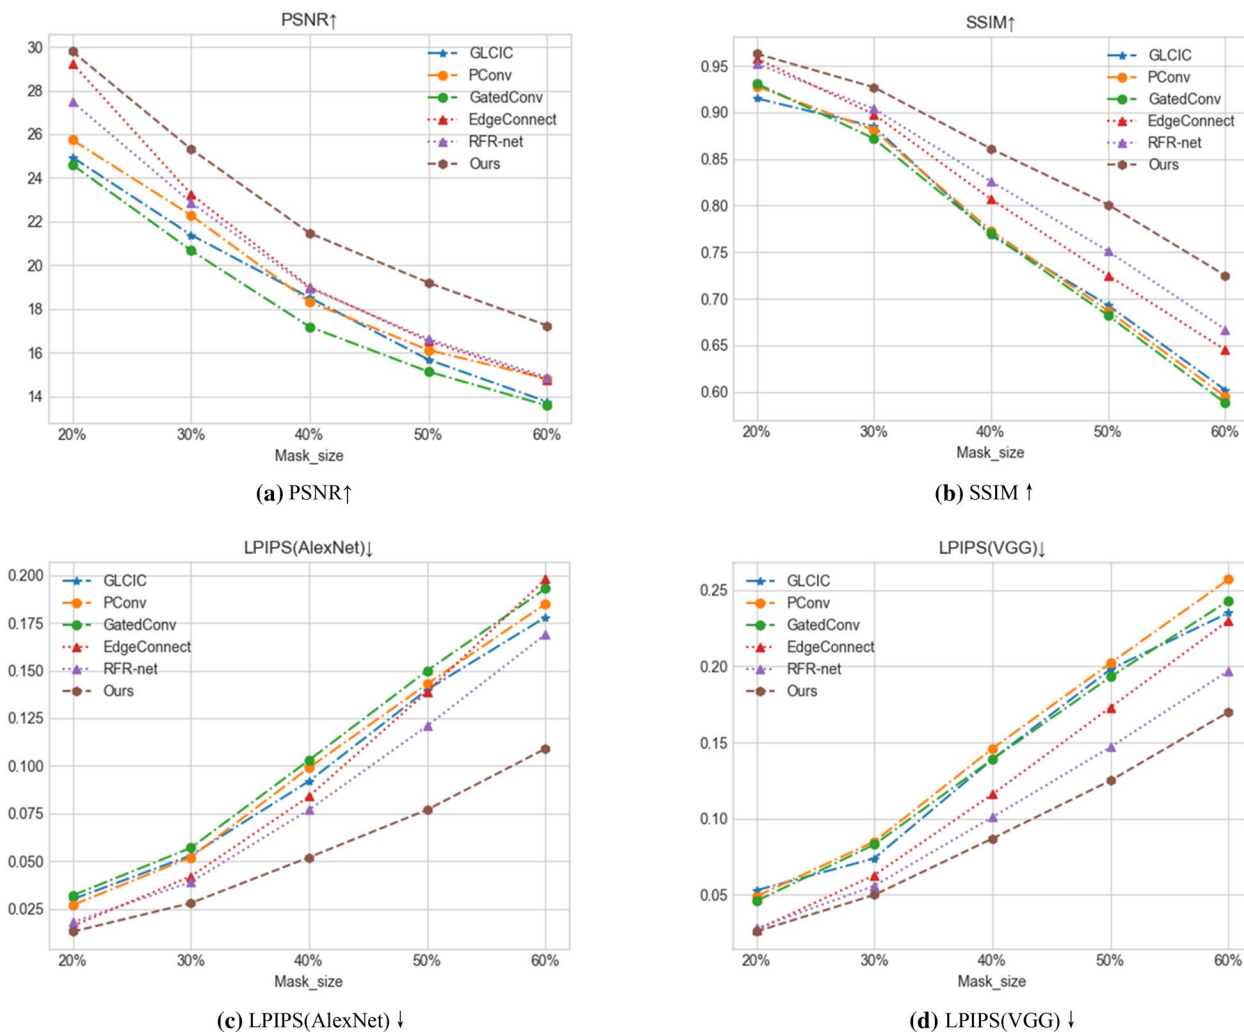 PSNR↑
30
28
26
24
22
20
18
16
14
GLCIC
PConv
GatedConv
EdgeConnect
RFR-net
Ours
20% 30% 40% 50% 60%
Mask_size
(a) PSNR↑
SSIM↑
0.95
0.90
0.85
0.80
0.75
0.70
0.65
0.60
GLCIC
PConv
GatedConv
EdgeConnect
RFR-net
Ours
20% 30% 40% 50% 60%
Mask_size
(b) SSIM ↑
LPIPS(AlexNet)↓
0.200
0.175
0.150
0.125
0.100
0.075
0.050
0.025
GLCIC
PConv
GatedConv
EdgeConnect
RFR-net
Ours
20% 30% 40% 50% 60%
Mask_size
(c) LPIPS(AlexNet) ↓
LPIPS(VGG)↓
0.25
0.20
0.15
0.10
0.05
GLCIC
PConv
GatedConv
EdgeConnect
RFR-net
Ours
20% 30% 40% 50% 60%
Mask_size
(d) LPIPS(VGG) ↓